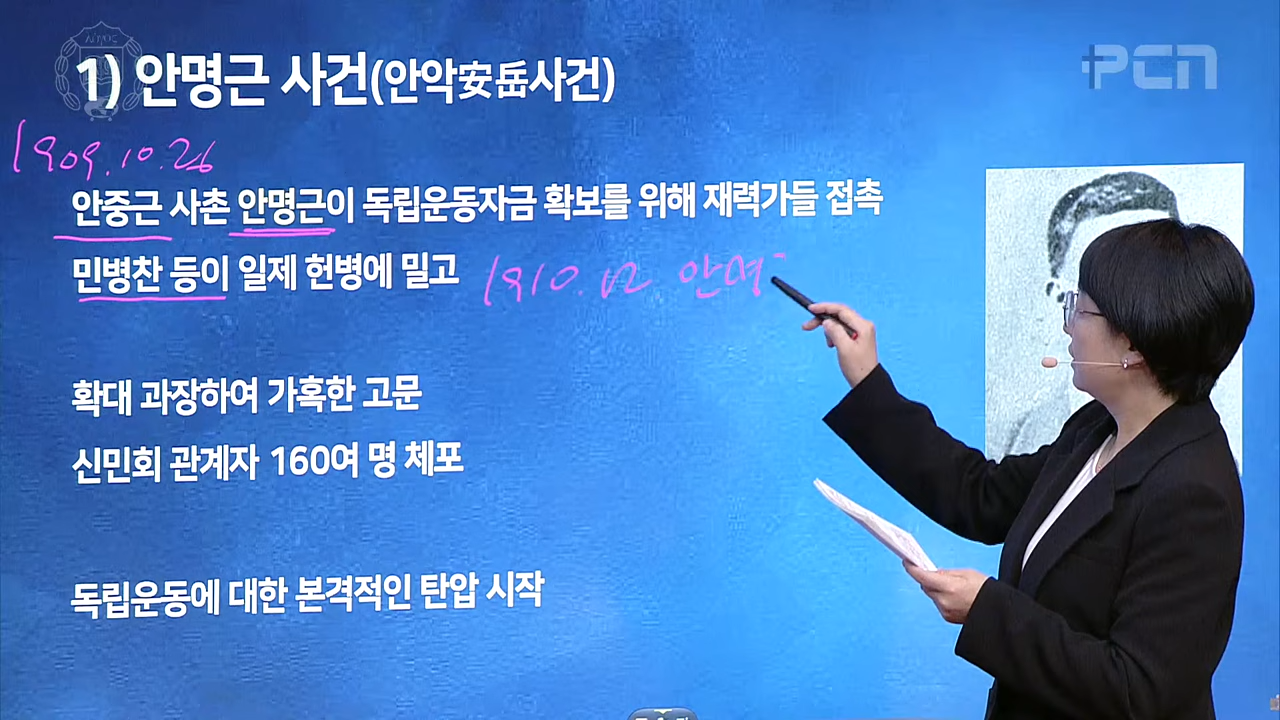 1) 안명근 사건(안악安岳사건)
PCN
1909.10.26
안중근 사촌 안명근이 독립운동자금 확보를 위해 재력가들 접촉
민병찬 등이 일제 헌병에 밀고 1910.12
확대 과장하여 가혹한 고문
신민회 관계자 160여 명 체포
독립운동에 대한 본격적인 탄압 시작